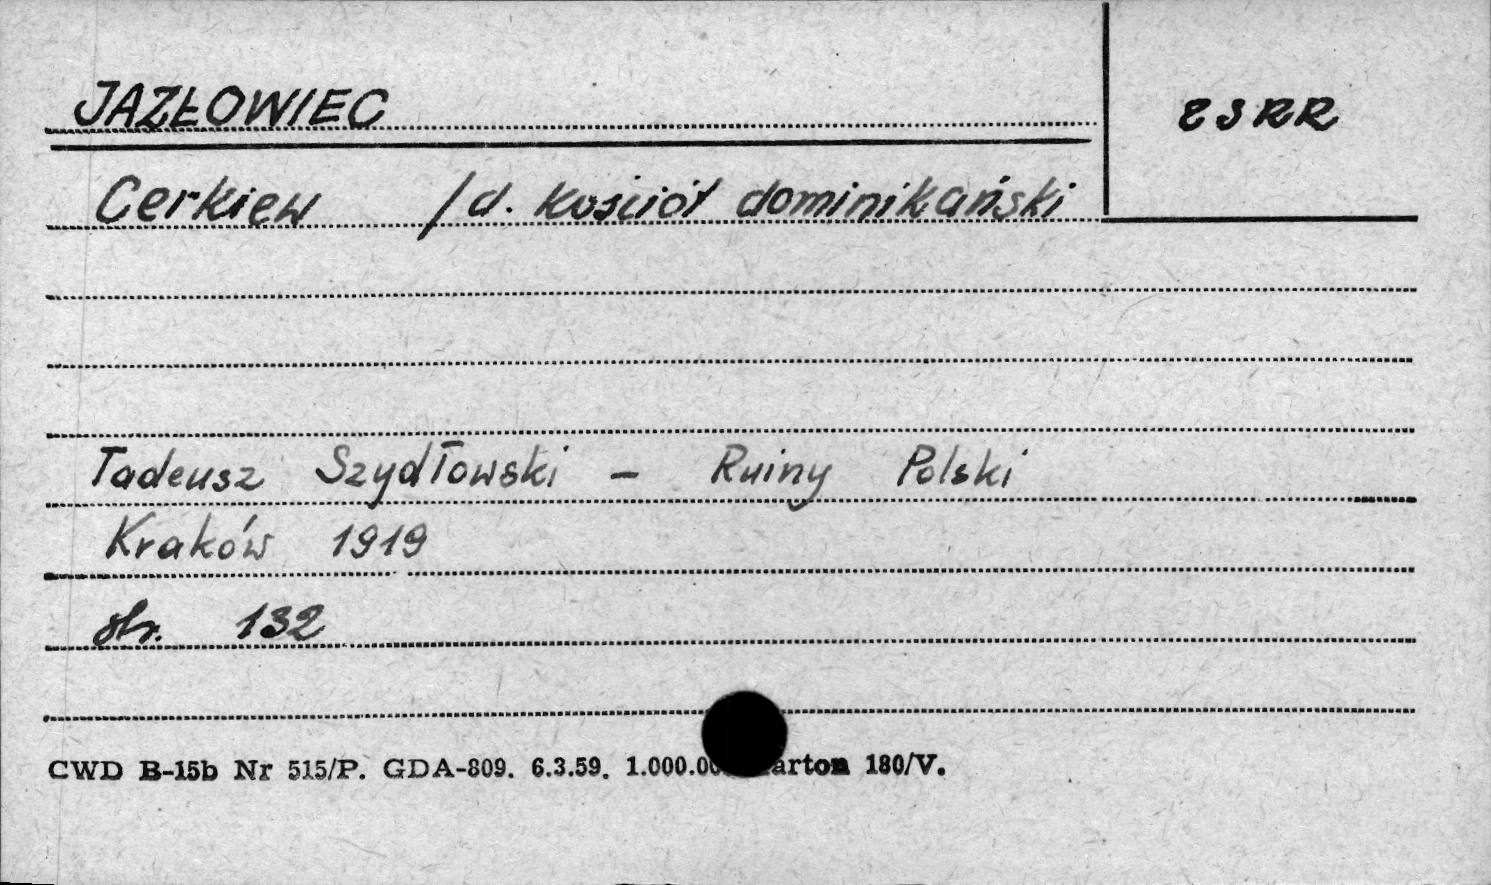 JAZŁOWIEC
ZSRR
Cerkiew /d. kościół dominikański
Tadeusz Szydłowski - Ruiny Polski
Kraków 1919
str. 132
CWD B-15b Nr 515/P. GDA-809. 6.3.59. 1.000.00 arton 180/V.